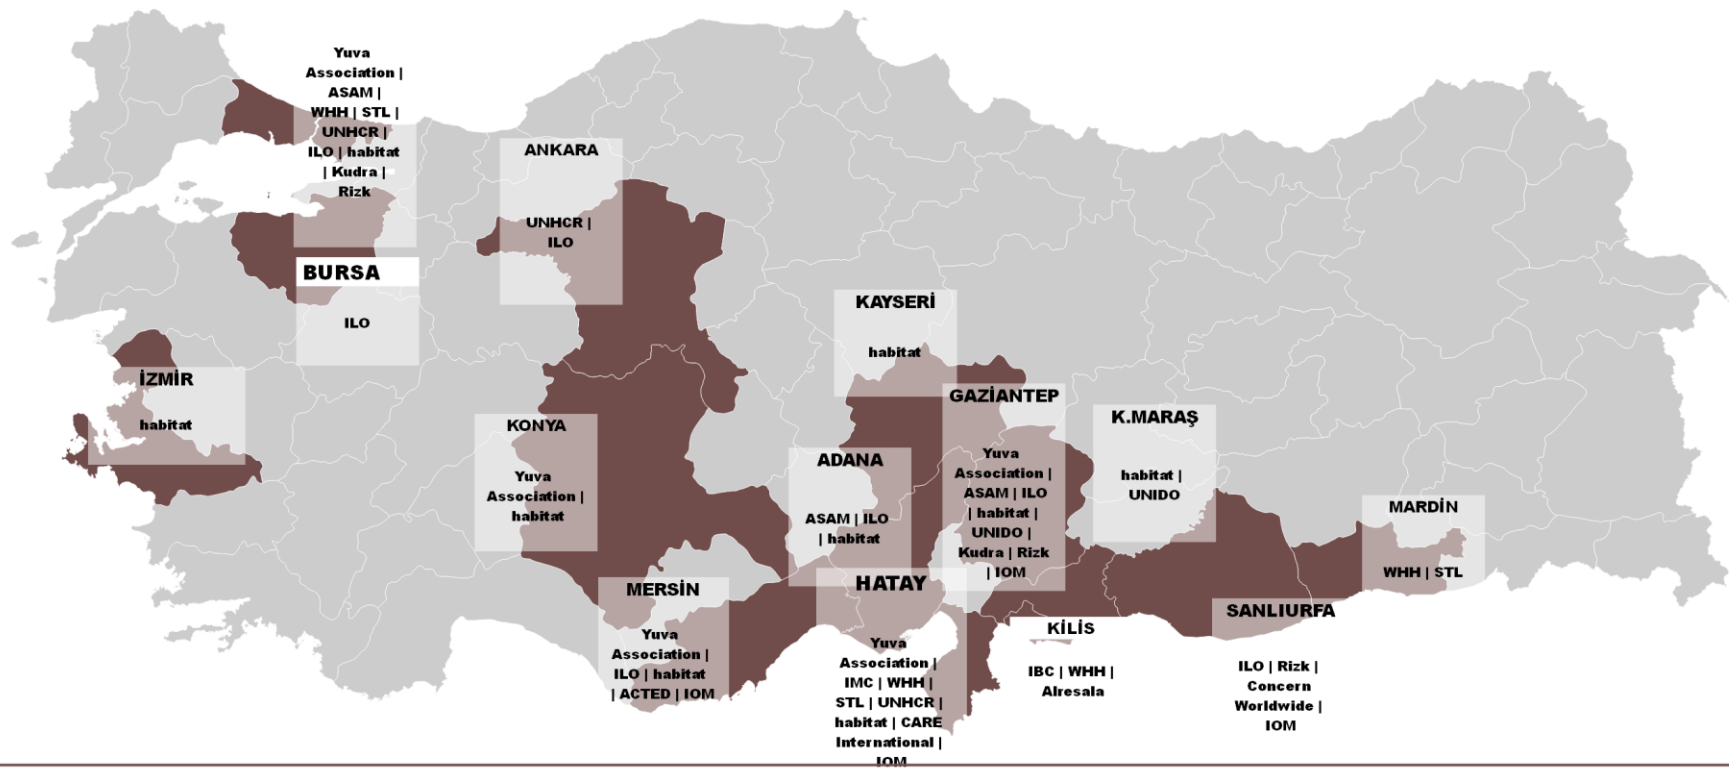 Yuva
Association |
ASAM |
WHH | STL |
UNHCR |
ILO | habitat
| Kudra |
Rizk
ANKARA
UNHCR |
ILO
BURSA
ILO
İZMİR
habitat
KONYA
Yuva
Association |
habitat
KAYSERİ
habitat
GAZİANTEP
Yuva
Association |
ASAM | ILO
| habitat |
UNIDO |
Kudra | Rizk
| IOM
K.MARAŞ
habitat |
UNIDO
ADANA
ASAM | ILO
| habitat
MARDİN
WHH | STL
MERSİN
Yuva
Association |
ILO | habitat
| ACTED | IOM
HATAY
Yuva
Association |
IMC | WHH |
STL | UNHCR |
habitat | CARE
International |
IOM
KİLİS
IBC | WHH |
Alresala
SANLIURFA
ILO | Rizk |
Concern
Worldwide |
IOM